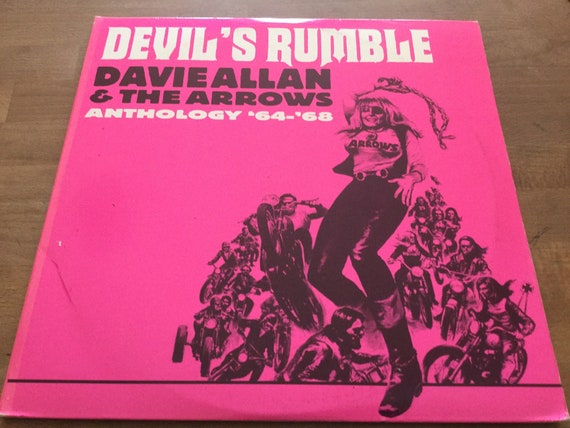 DEVIL'S RUMBLE
DAVIE ALLAN
& THE ARROWS
ANTHOLOGY '64-'68
ARROWS